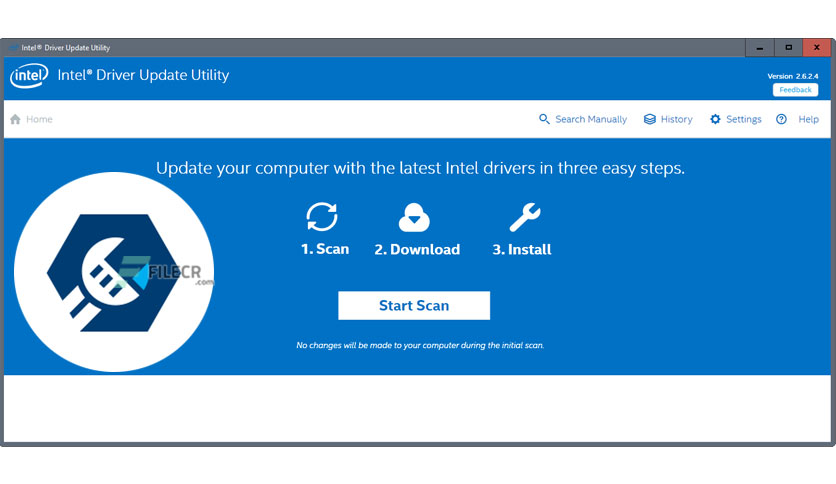 Intel® Driver Update Utility
intel
Intel® Driver Update Utility
Version 2.6.2.4
Feedback
Home
Search Manually
History
Settings
Help
Update your computer with the latest Intel drivers in three easy steps.
1. Scan
2. Download
3. Install
FILECR
.com
Start Scan
No changes will be made to your computer during the initial scan.